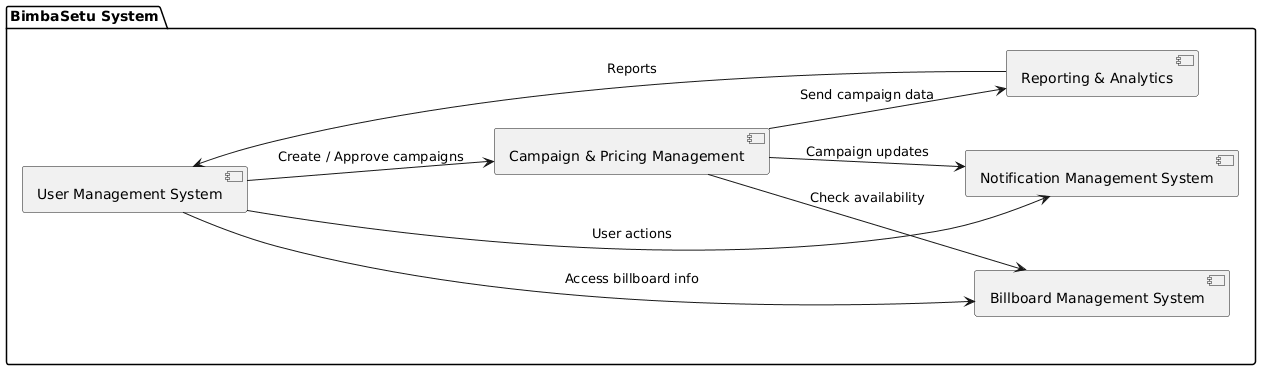 BimbaSetu System
Reports
Reporting & Analytics
Send campaign data
Create / Approve campaigns
Campaign & Pricing Management
Campaign updates
Notification Management System
User Management System
Check availability
User actions
Access billboard info
Billboard Management System